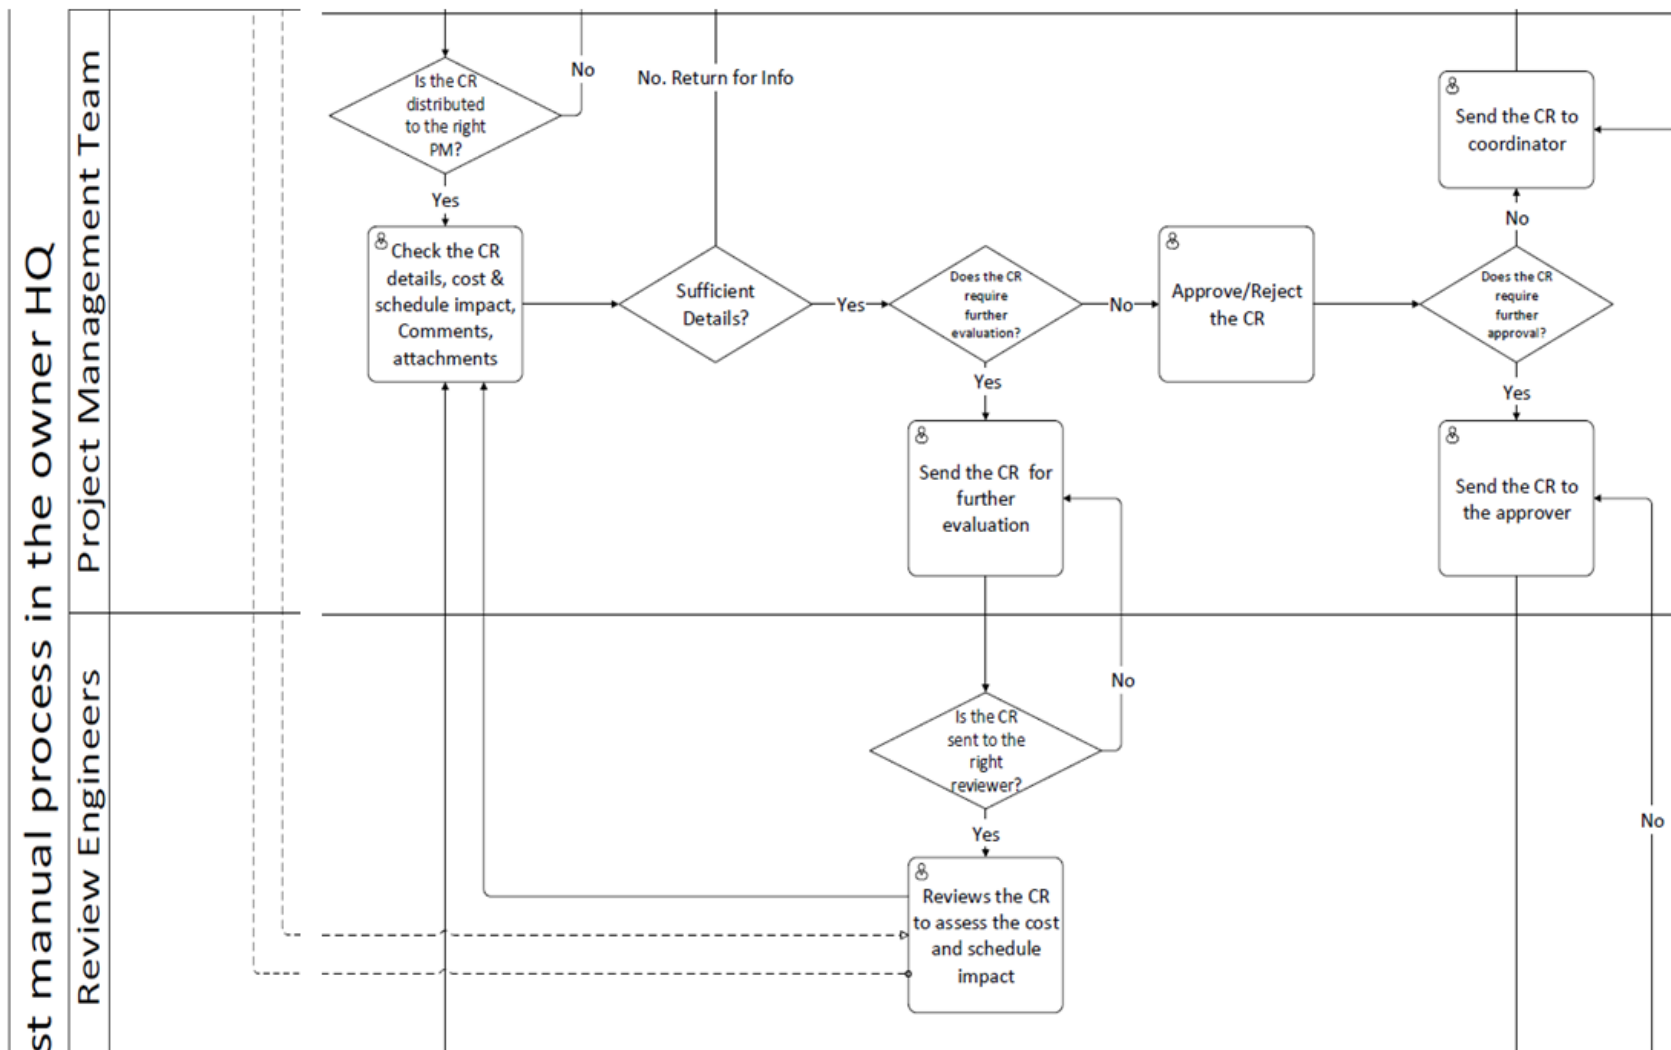 st manual process in the owner HQ
Project Management Team
Review Engineers
Is the CR
distributed
to the right
PM?
No
Yes
No. Return for Info
Check the CR
details, cost &
schedule impact,
Comments,
attachments
Sufficient
Details?
Yes
Does the CR
require
further
evaluation?
No
Approve/Reject
the CR
Does the CR
require
further
approval?
No
Send the CR to
coordinator
Yes
Send the CR to
the approver
Yes
Send the CR for
further
evaluation
No
Is the CR
sent to the
right
reviewer?
Yes
Reviews the CR
to assess the cost
and schedule
impact
No